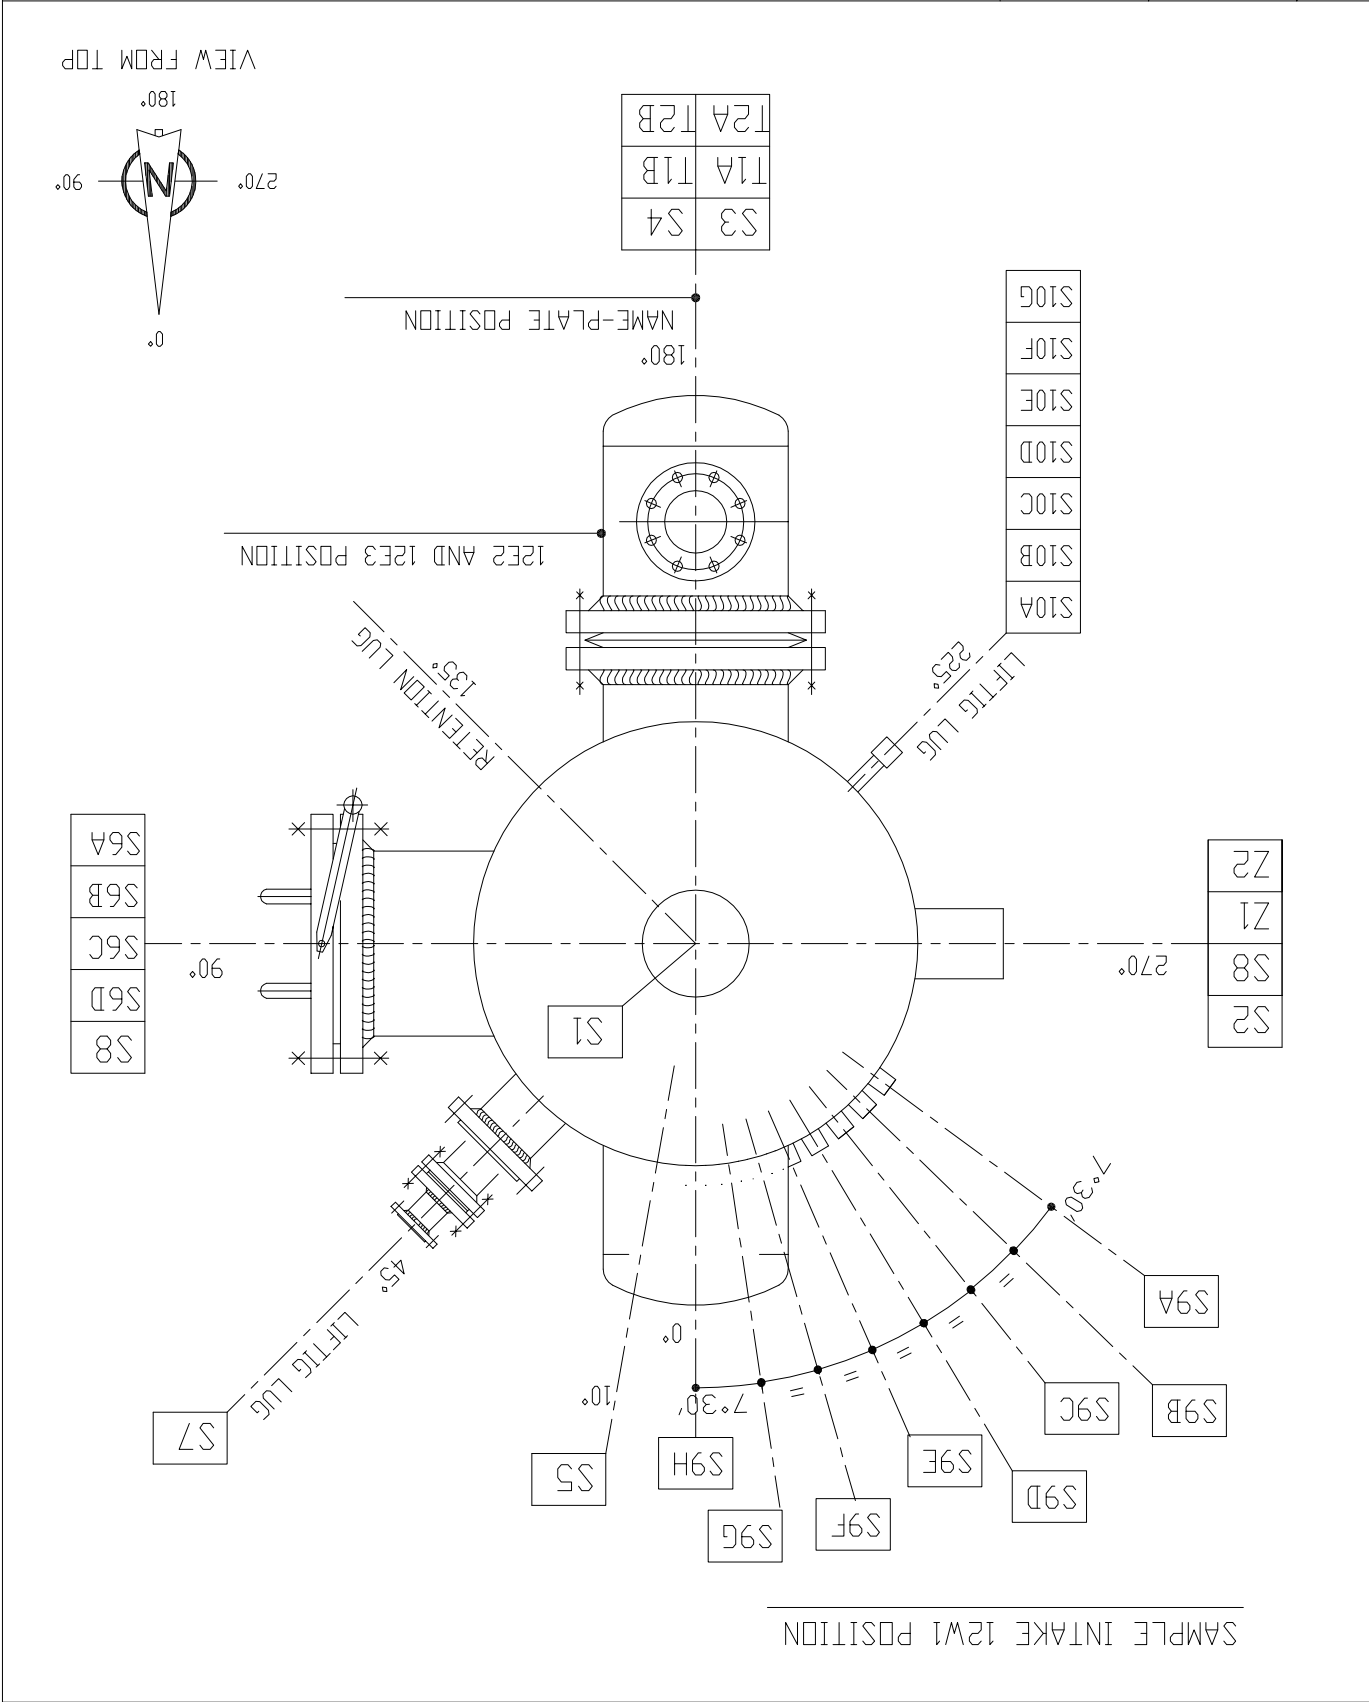 SAMPLE INTAKE 12W1 POSITION
S9A
S9B
S9C
S9D
S9E
S9F
S9G
S9H
S5
S7
7°30'
=
=
=
=
=
7°30'
0°
10°
45°
LIFTIG LUG
S1
S2
S8
Z1
Z2
270°
S8
S6D
S6C
S6B
S6A
90°
LIFTIG LUG
225°
S10A
S10B
S10C
S10D
S10E
S10F
S10G
135°
RETENTION LUG
12E2 AND 12E3 POSITION
180°
NAME-PLATE POSITION
S3 S4
T1A T1B
T2A T2B
0°
270° N 90°
180°
VIEW FROM TOP